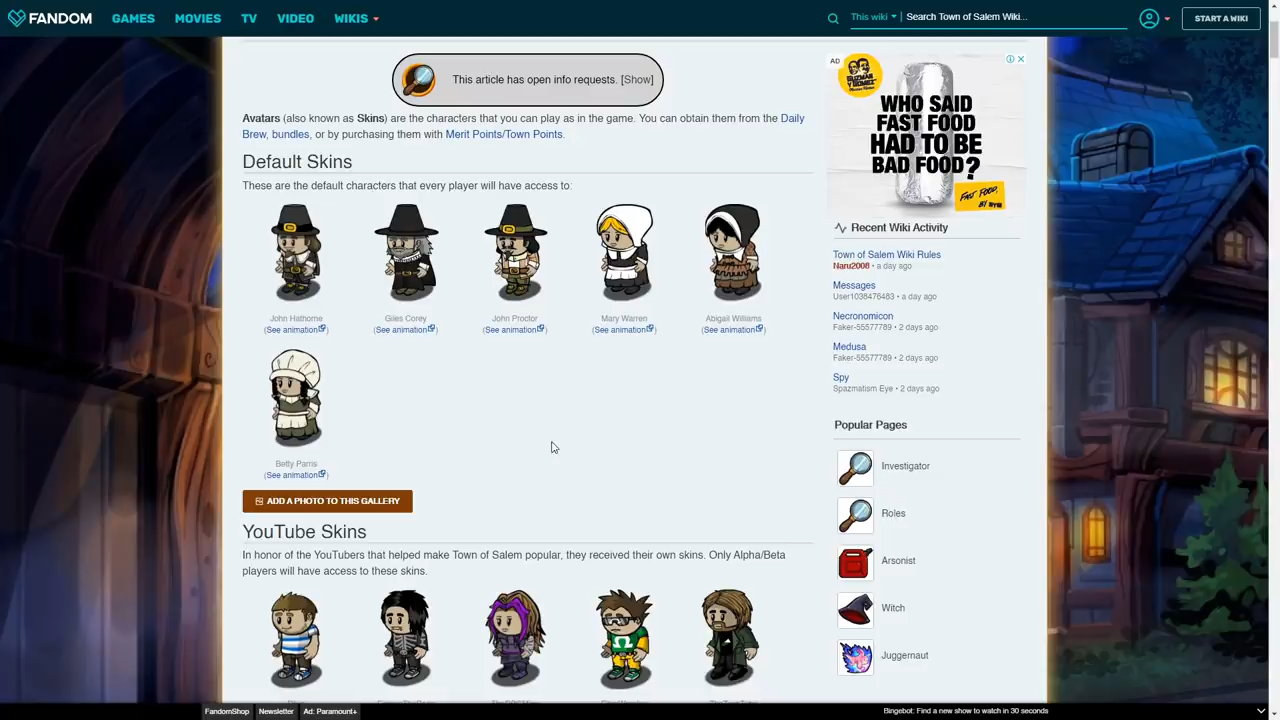 FANDOM GAMES MOVIES TV VIDEO WIKIS This wiki Search Town of Salem Wiki... START A WIKI
This article has open info requests. [Show]
Avatars (also known as Skins) are the characters that you can play as in the game. You can obtain them from the Daily
Brew, bundles, or by purchasing them with Merit Points/Town Points.
Default Skins
These are the default characters that every player will have access to:
John Hathorne Giles Corey John Proctor Mary Warren Abigail Williams
(See animation) (See animation) (See animation) (See animation) (See animation)
Betty Parris
(See animation)
ADD A PHOTO TO THIS GALLERY
YouTube Skins
In honor of the YouTubers that helped make Town of Salem popular, they received their own skins. Only Alpha/Beta
players will have access to these skins.
AD
GUZMAN
Y GOMEZ
WHO SAID
FAST FOOD
HAD TO BE
BAD FOOD?
FAST FOOD,
Recent Wiki Activity
Town of Salem Wiki Rules
Naru2008 • a day ago
Messages
User1038476483 • a day ago
Necronomicon
Faker-55577789 • 2 days ago
Medusa
Faker-55577789 • 2 days ago
Spy
Spazmatism Eye • 2 days ago
Popular Pages
Investigator
Roles
Arsonist
Witch
Juggernaut
FandomShop Newsletter Ad: Paramount+ Bingebot: Find a new show to watch in 30 seconds